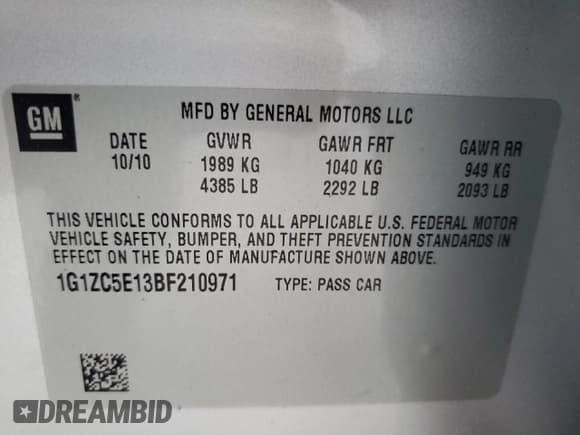 GM®
MFD BY GENERAL MOTORS LLC
DATE GVWR GAWR FRT GAWR RR
10/10 1989 KG 1040 KG 949 KG
4385 LB 2292 LB 2093 LB
THIS VEHICLE CONFORMS TO ALL APPLICABLE U.S. FEDERAL MOTOR
VEHICLE SAFETY, BUMPER, AND THEFT PREVENTION STANDARDS IN
EFFECT ON THE DATE OF MANUFACTURE SHOWN ABOVE.
1G1ZC5E13BF210971 TYPE: PASS CAR
DREAMBID